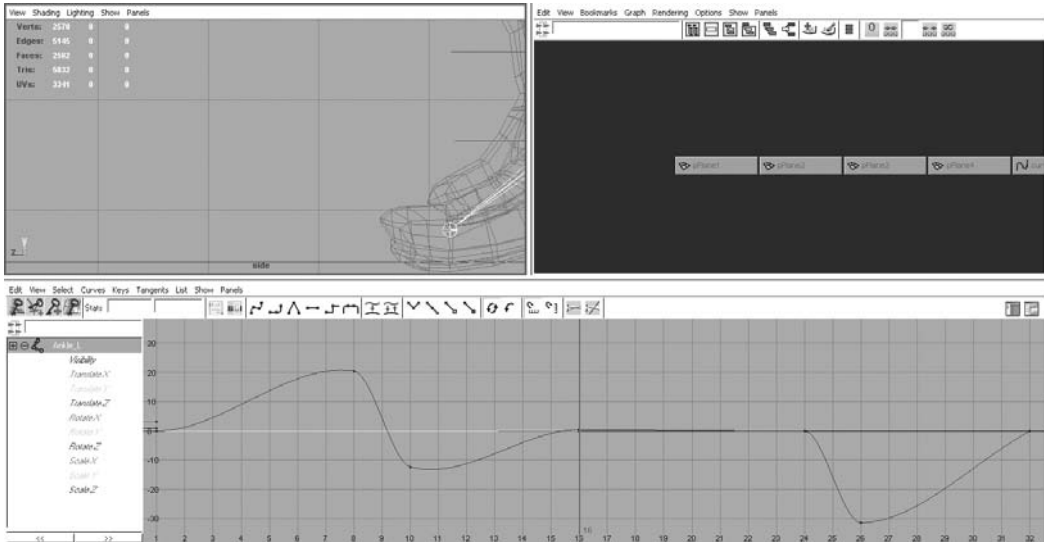 View Shading Lighting Show Panels
Verts: 2578 0 0
Edges: 5145 0 0
Faces: 0 0
Tris: 0 0
UVs: 0 0
Y
Z
side
Edit View Bookmarks Graph Rendering Options Show Panels
0
pPlane1 pPlane2 pPlane3 pPlane4
Edit View Select Curves Keys Tangents List Show Panels
Stats
Ankle_L
Visibility
Translate X
Translate Y
Translate Z
Rotate X
Rotate Y
Rotate Z
Scale X
Scale Y
Scale Z
<< >>
30
20
10
0
-10
-20
-30
16
1 2 3 4 5 6 7 8 9 10 11 12 13 14 15 16 17 18 19 20 21 22 23 24 25 26 27 28 29 30 31 32